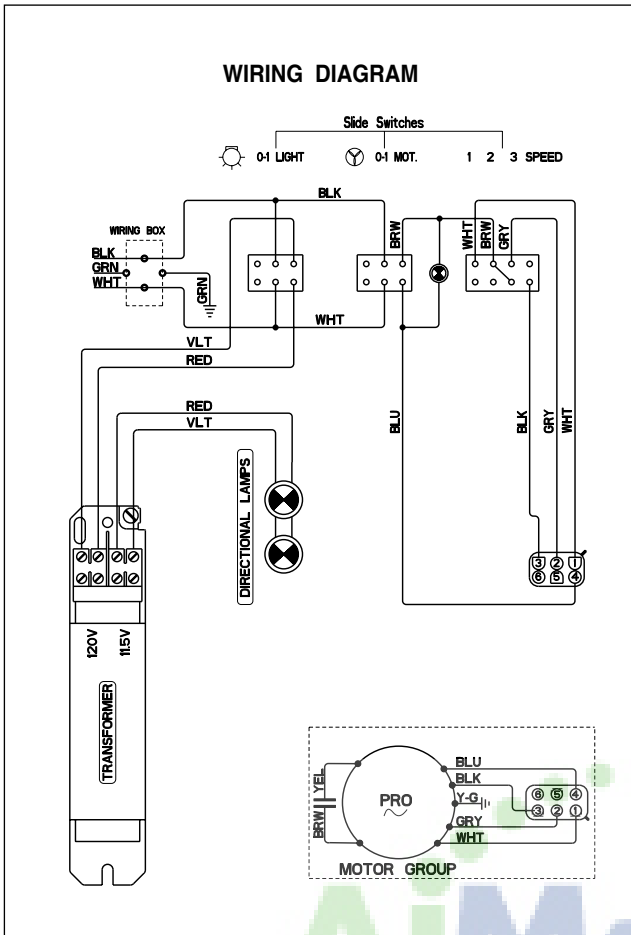 WIRING DIAGRAM
Slide Switches
0-1 LIGHT 0-1 MOT. 1 2 3 SPEED
BLK
WIRING BOX
BLK
GRN
WHT
GRN
BRW
WHT
BRW
GRY
WHT
VLT
RED
RED
VLT
BLU
BLK
GRY
WHT
DIRECTIONAL LAMPS
3 2 1
6 5 4
120V
11.5V
TRANSFORMER
YEL
BRW
PRO
BLU
BLK
Y-G
GRY
WHT
6 5 4
3 2 1
MOTOR GROUP